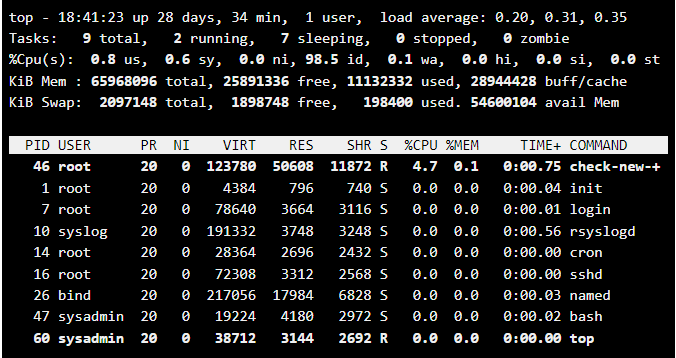 top - 18:41:23 up 28 days, 34 min,  1 user,  load average: 0.20, 0.31, 0.35
Tasks:   9 total,   2 running,   7 sleeping,   0 stopped,   0 zombie
%Cpu(s):  0.8 us,  0.6 sy,  0.0 ni, 98.5 id,  0.1 wa,  0.0 hi,  0.0 si,  0.0 st
KiB Mem : 65968096 total, 25891336 free, 11132332 used, 28944428 buff/cache
KiB Swap:  2097148 total,  1898748 free,   198400 used. 54600104 avail Mem
PID USER      PR  NI    VIRT    RES    SHR S  %CPU %MEM     TIME+ COMMAND
46 root      20   0  123780  50608  11872 R   4.7  0.1   0:00.75 check-new-+
1 root      20   0    4384    796    740 S   0.0  0.0   0:00.04 init
7 root      20   0   78640   3664   3116 S   0.0  0.0   0:00.01 login
10 syslog    20   0  191332   3748   3248 S   0.0  0.0   0:00.56 rsyslogd
14 root      20   0   28364   2696   2432 S   0.0  0.0   0:00.00 cron
16 root      20   0   72308   3312   2568 S   0.0  0.0   0:00.00 sshd
26 bind      20   0  217056  17984   6828 S   0.0  0.0   0:00.03 named
47 sysadmin  20   0   19224   4180   2972 S   0.0  0.0   0:00.02 bash
60 sysadmin  20   0   38712   3144   2692 R   0.0  0.0   0:00.00 top